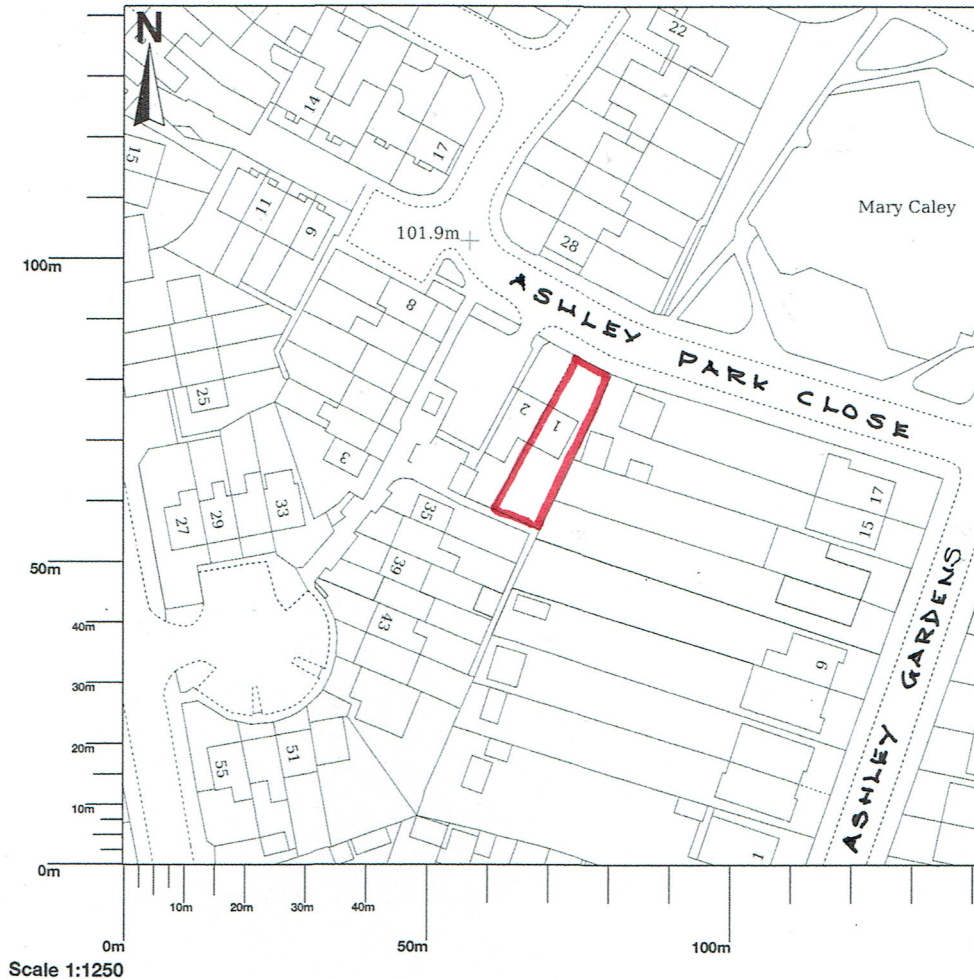 N
22
14
17
15
11
9
28
101.9m
Mary Caley
ASHLEY PARK CLOSE
8
100m
2
1
25
3
17
15
27
29
33
35
39
43
50m
40m
30m
20m
10m
0m
9
ASHLEY GARDENS
55
51
1
10m
20m
30m
40m
0m
50m
100m
Scale 1:1250